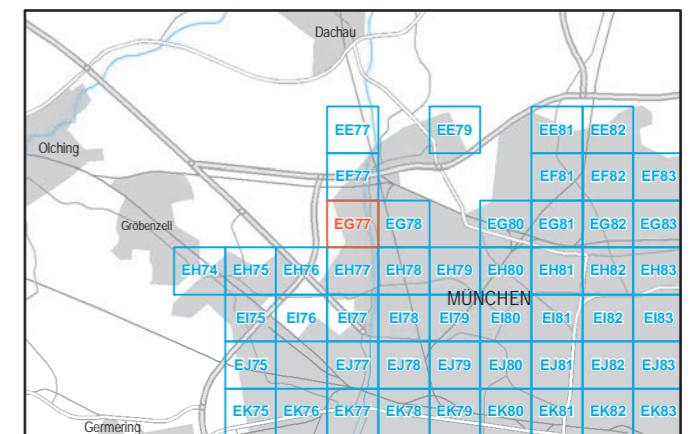 Dachau
EE77 EE79 EE81 EE82
Olching
EF77 EF81 EF82 EF83
Gröbenzell EG77 EG78 EG80 EG81 EG82 EG83
EH74 EH75 EH76 EH77 EH78 EH79 EH80 EH81 EH82 EH83
MÜNCHEN
EI75 EI76 EI77 EI78 EI79 EI80 EI81 EI82 EI83
EJ75 EJ77 EJ78 EJ79 EJ80 EJ81 EJ82 EJ83
EK75 EK76 EK77 EK78 EK79 EK80 EK81 EK82 EK83
Germering